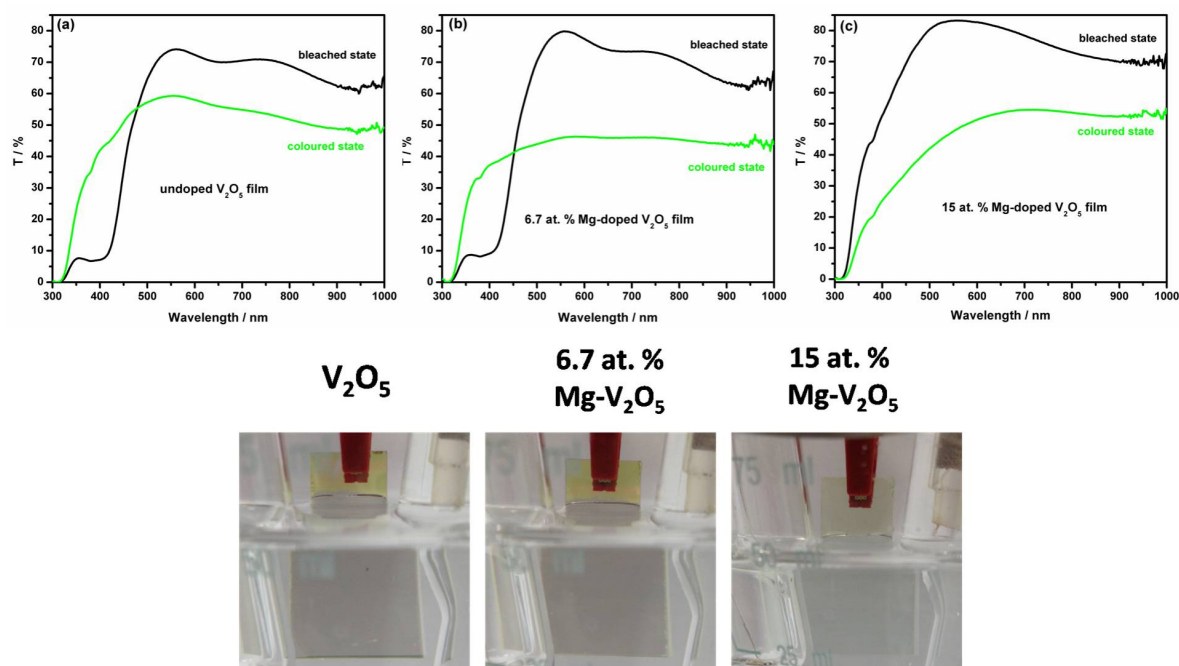 (a)
T / %
80
70
60
50
40
30
20
10
0
300 400 500 600 700 800 900 1000
Wavelength / nm
bleached state
coloured state
undoped V₂O₅ film
(b)
T / %
80
70
60
50
40
30
20
10
0
300 400 500 600 700 800 900 1000
Wavelength / nm
bleached state
coloured state
6.7 at. % Mg-doped V₂O₅ film
(c)
T / %
80
70
60
50
40
30
20
10
0
300 400 500 600 700 800 900 1000
Wavelength / nm
bleached state
coloured state
15 at. % Mg-doped V₂O₅ film
V₂O₅
6.7 at. %
Mg-V₂O₅
15 at. %
Mg-V₂O₅
75 ml
75 ml
25 ml